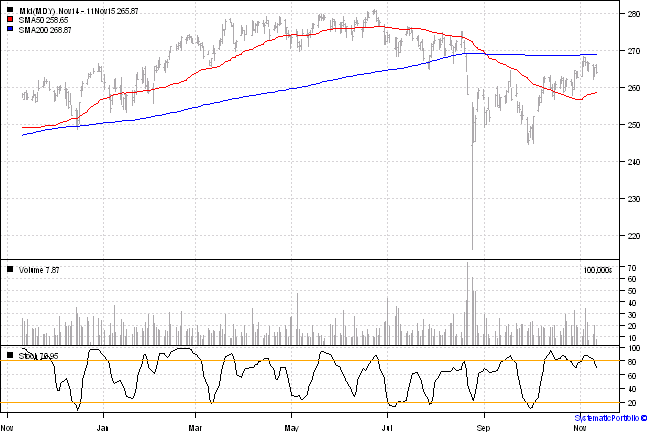 Mid(MDY) Nov14 - 11Nov15 265.87
SMA50 258.65
SMA200 268.87
280
270
260
250
240
230
220
Volume 7.87
100,000s
70
60
50
40
30
20
10
100
80
60
40
20
Nov Jan Mar May Jul Sep Nov
SystematicPortfolio ©